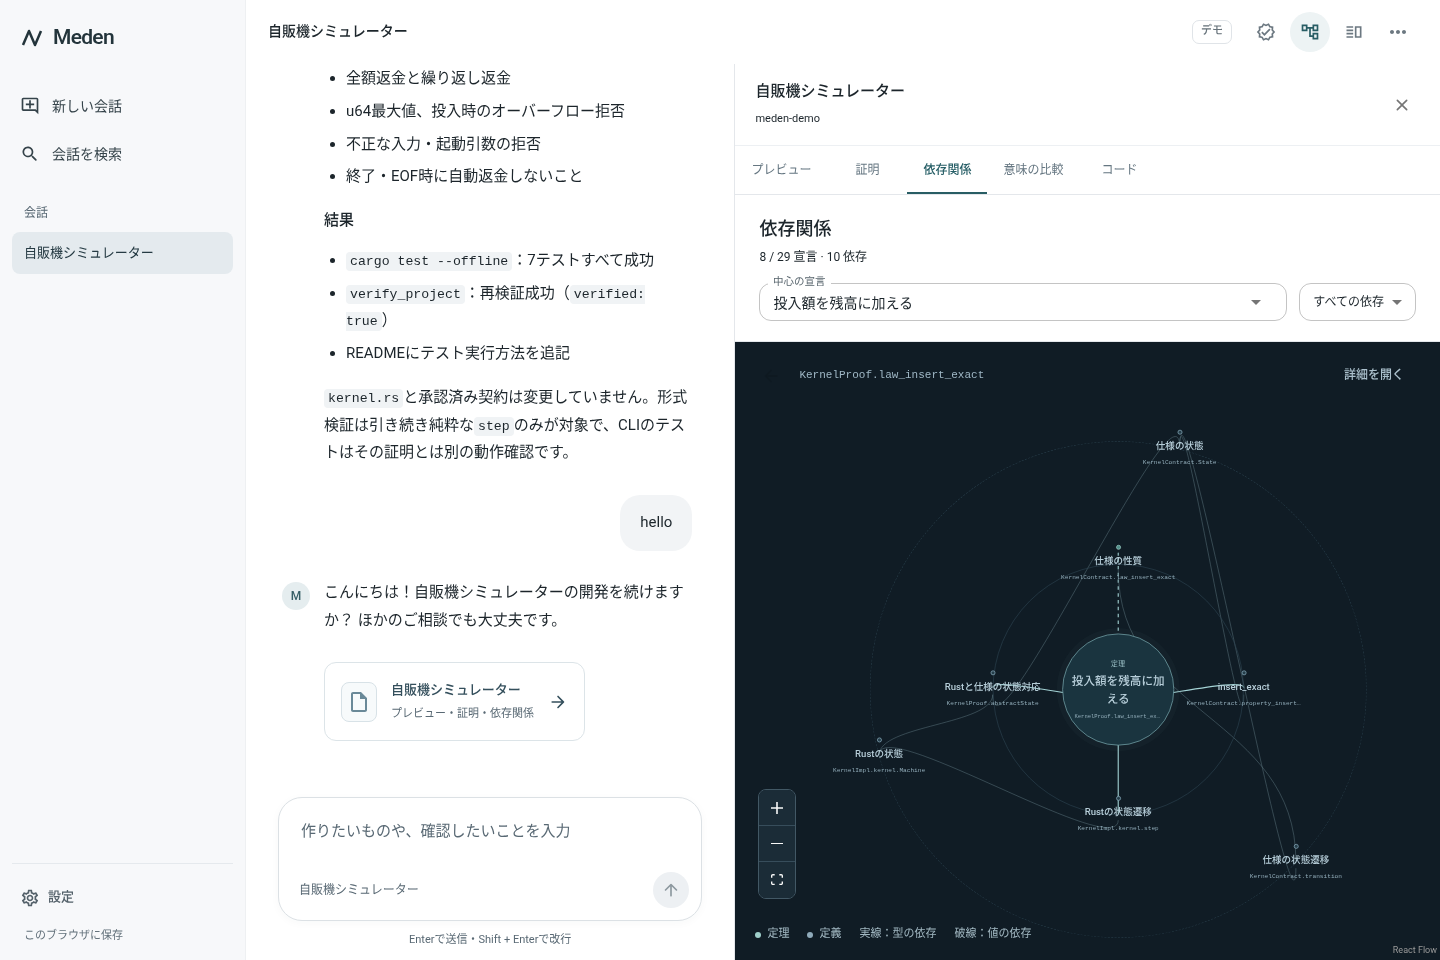 Meden
新しい会話
会話を検索
会話
自販機シミュレーター
設定
このブラウザに保存
自販機シミュレーター
デモ
全額返金と繰り返し返金
u64最大値、投入時のオーバーフロー拒否
不正な入力・起動引数の拒否
終了・EOF時に自動返金しないこと
結果
cargo test --offline：7テストすべて成功
verify_project：再検証成功（verified:
true）
READMEにテスト実行方法を追記
kernel.rsと承認済み契約は変更していません。形式
検証は引き続き純粋なstepのみが対象で、CLIのテス
トはその証明とは別の動作確認です。
hello
M
こんにちは！自販機シミュレーターの開発を続けます
か？ ほかのご相談でも大丈夫です。
自販機シミュレーター
プレビュー・証明・依存関係
作りたいものや、確認したいことを入力
自販機シミュレーター
Enterで送信・Shift + Enterで改行
自販機シミュレーター
meden-demo
プレビュー
証明
依存関係
意味の比較
コード
依存関係
8 / 29 宣言 · 10 依存
中心の宣言
投入額を残高に加える
すべての依存
KernelProof.law_insert_exact
詳細を開く
仕様の状態
KernelContract.State
仕様の性質
KernelContract.law_insert_exact
定理
投入額を残高に加
える
KernelProof.law_insert_ex…
Rustと仕様の状態対応
KernelProof.abstractState
insert_exact
KernelContract.property_insert…
Rustの状態
KernelImpl.kernel.Machine
Rustの状態遷移
KernelImpl.kernel.step
仕様の状態遷移
KernelContract.transition
定理
定義
実線：型の依存
破線：値の依存
React Flow